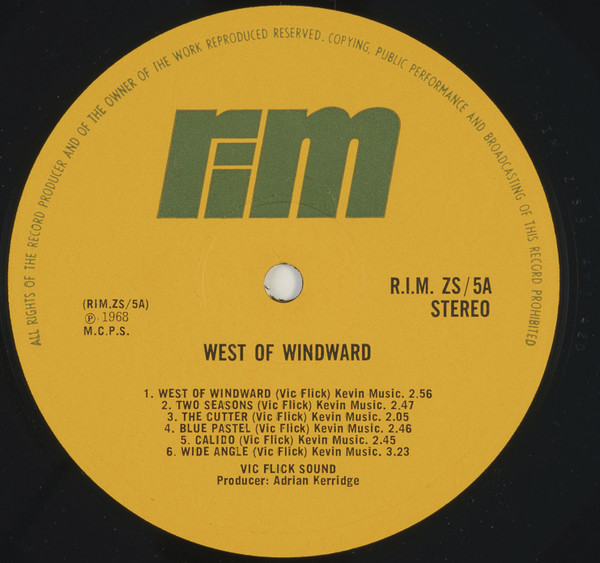 ALL RIGHTS OF THE RECORD PRODUCER AND OF THE OWNER OF THE WORK REPRODUCED RESERVED. COPYING, PUBLIC PERFORMANCE AND BROADCASTING OF THIS RECORD PROHIBITED
rim
R.I.M. ZS/5A
STEREO
(RIM.ZS/5A)
℗ 1968
M.C.P.S.
WEST OF WINDWARD
1. WEST OF WINDWARD (Vic Flick) Kevin Music. 2.56
2. TWO SEASONS (Vic Flick) Kevin Music. 2.47
3. THE CUTTER (Vic Flick) Kevin Music. 2.05
4. BLUE PASTEL (Vic Flick) Kevin Music. 2.46
5. CALIDO (Vic Flick) Kevin Music. 2.45
6. WIDE ANGLE (Vic Flick) Kevin Music. 3.23
VIC FLICK SOUND
Producer: Adrian Kerridge